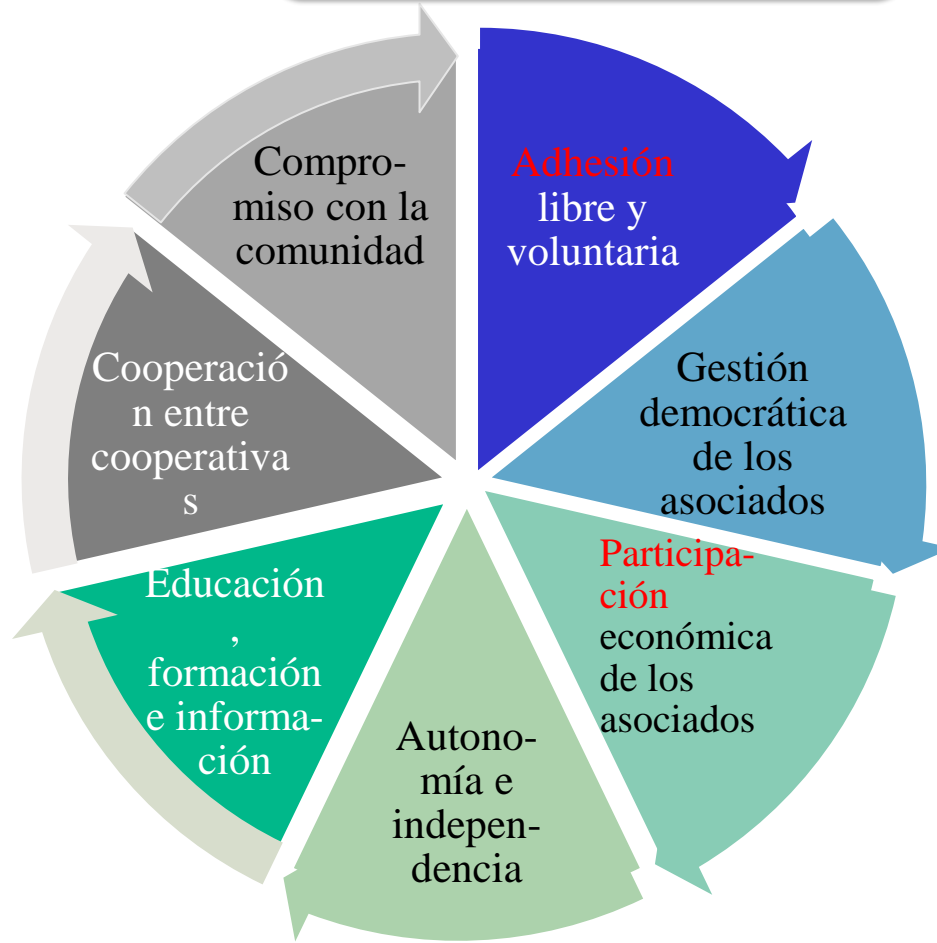 Adhesión
libre y
voluntaria
Gestión
democrática
de los
asociados
Participa-
ción
económica
de los
asociados
Autono-
mía e
indepen-
dencia
Educación
,
formación
e informa-
ción
Cooperació
n entre
cooperativa
s
Compro-
miso con la
comunidad